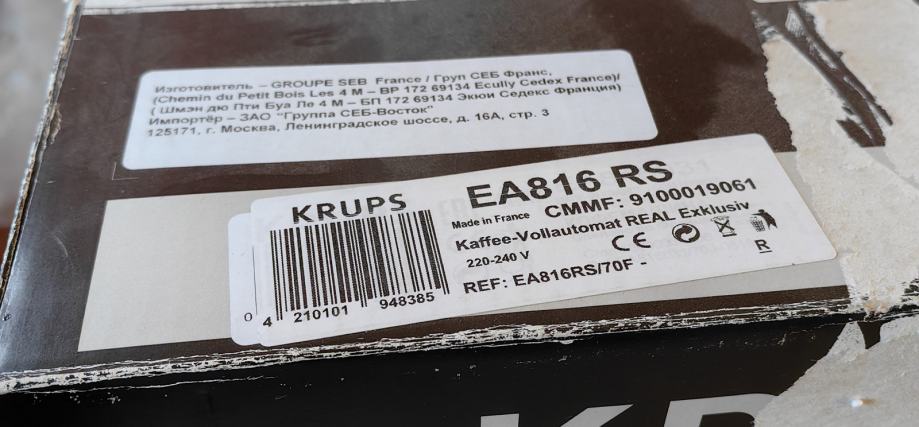 Изготовитель – GROUPE SEB France / Груп СЕБ Франс,
(Chemin du Petit Bois Les 4 M – BP 172 69134 Ecully Cedex France)/
( Шмэн дю Пти Буа Ле 4 М – БП 172 69134 Экюи Седекс Франция)
Импортёр – ЗАО "Группа СЕБ-Восток"
125171, г. Москва, Ленинградское шоссе, д. 16А, стр. 3
KRUPS
EA816 RS
Made in France CMMF: 9100019061
Kaffee-Vollautomat REAL Exklusiv
220-240 V CE
R
REF: EA816RS/70F -
0
4 210101 948385